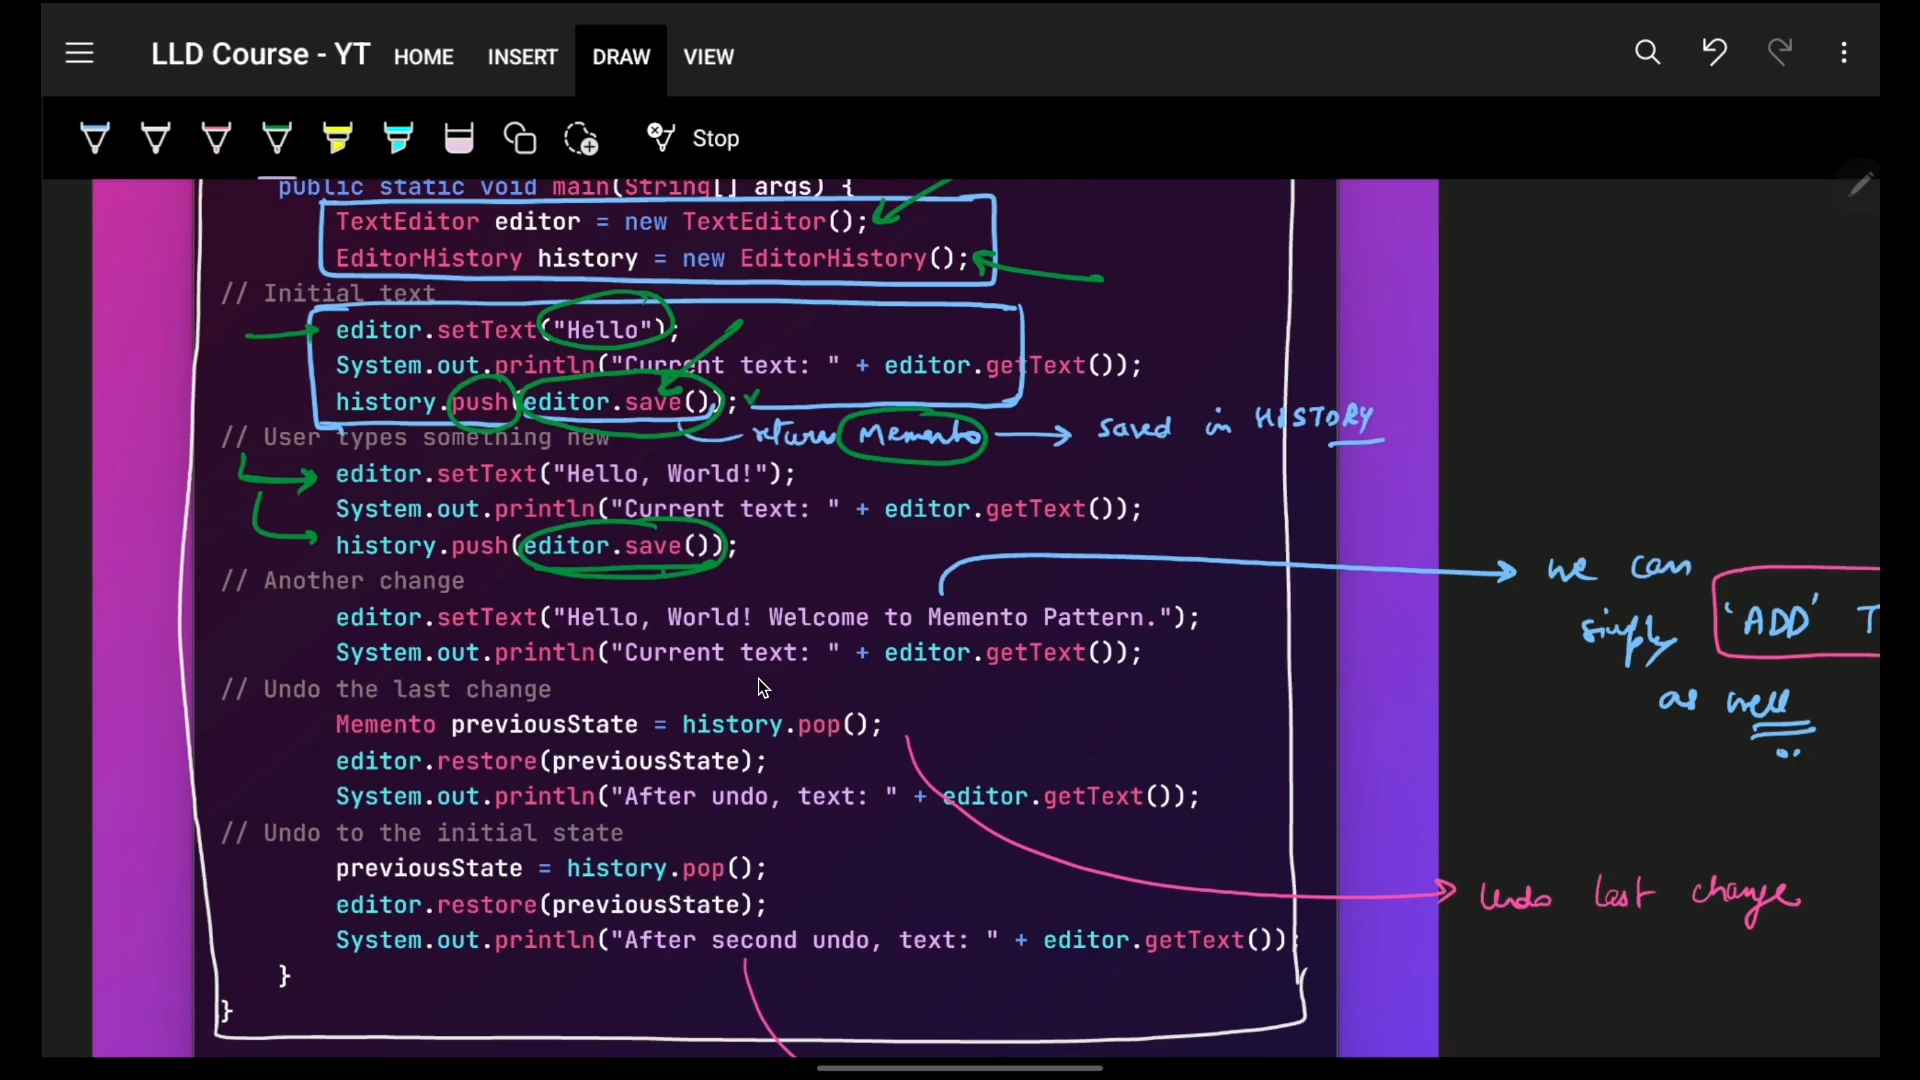 LLD Course - YT HOME INSERT DRAW VIEW
Stop
public static void main(String[] args) {
TextEditor editor = new TextEditor();
EditorHistory history = new EditorHistory();
// Initial text
editor.setText("Hello");
System.out.println("Current text: " + editor.getText());
history.push(editor.save());
return Memento → saved in HISTORY
// User types something new
editor.setText("Hello, World!");
System.out.println("Current text: " + editor.getText());
history.push(editor.save());
we can
// Another change
editor.setText("Hello, World! Welcome to Memento Pattern.");
simply 'ADD' T
System.out.println("Current text: " + editor.getText());
// Undo the last change
as well
Memento previousState = history.pop();
editor.restore(previousState);
System.out.println("After undo, text: " + editor.getText());
// Undo to the initial state
previousState = history.pop();
Undo last change
editor.restore(previousState);
System.out.println("After second undo, text: " + editor.getText())
}
}